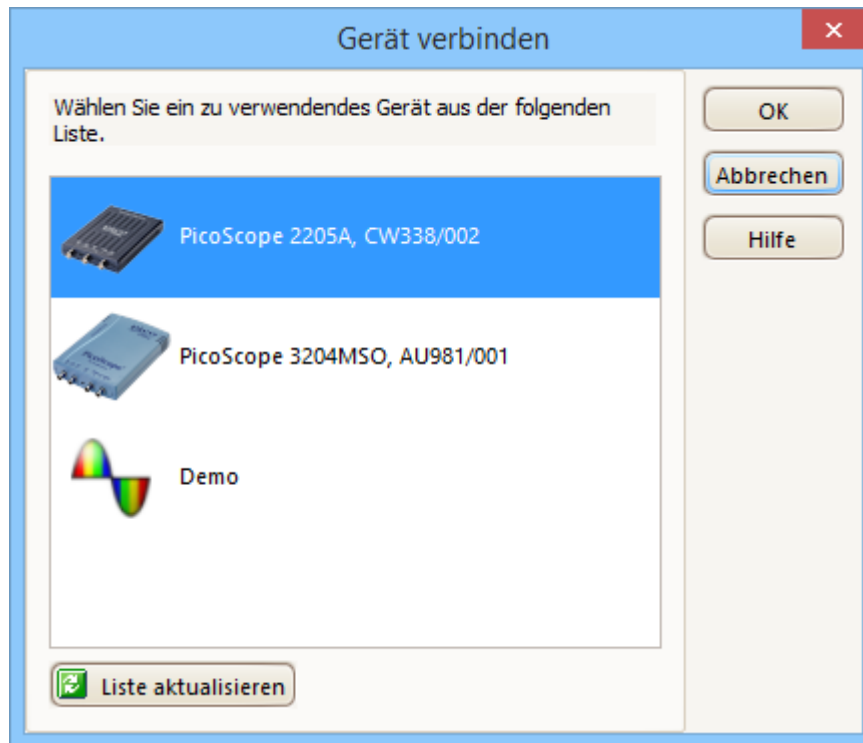 Gerät verbinden
Wählen Sie ein zu verwendendes Gerät aus der folgenden
Liste.
OK
Abbrechen
Hilfe
PicoScope 2205A, CW338/002
PicoScope 3204MSO, AU981/001
Demo
Liste aktualisieren